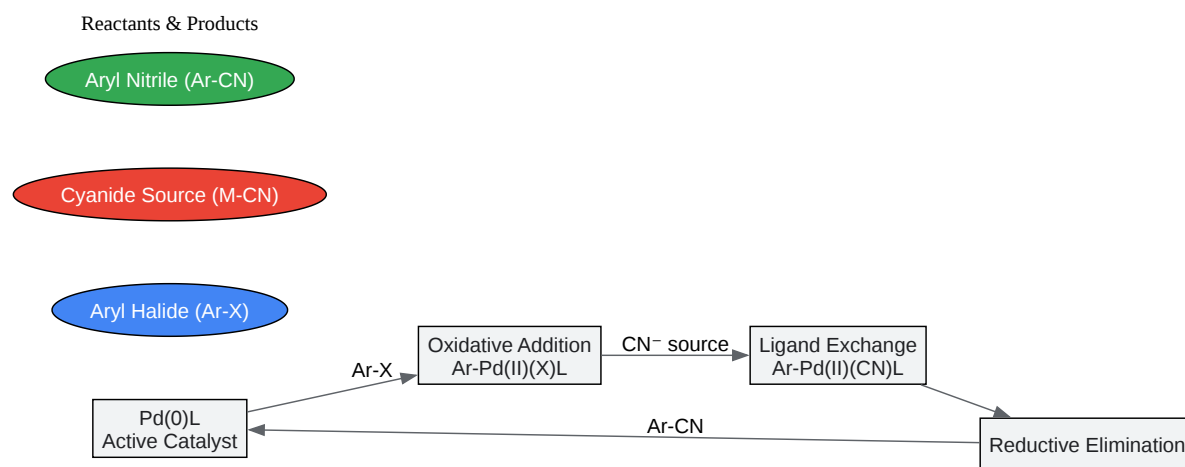 Reactants & Products
Aryl Nitrile (Ar-CN)
Cyanide Source (M-CN)
Aryl Halide (Ar-X)
Oxidative Addition
Ar-Pd(II)(X)L
CN⁻ source
Ligand Exchange
Ar-Pd(II)(CN)L
Ar-X
Pd(0)L
Active Catalyst
Ar-CN
Reductive Elimination